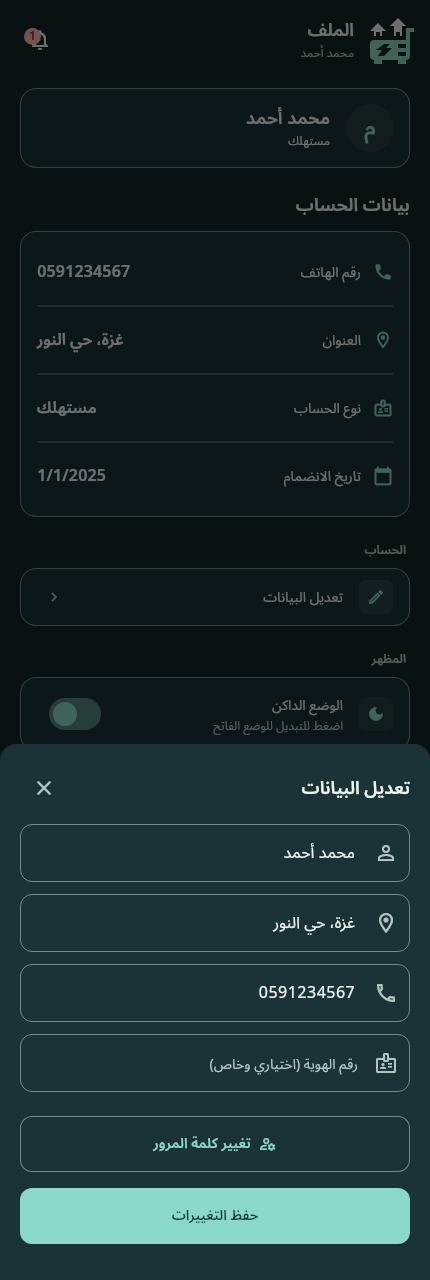 الملف
محمد أحمد
1
م
محمد أحمد
مستهلك
بيانات الحساب
رقم الهاتف
0591234567
العنوان
غزة، حي النور
نوع الحساب
مستهلك
تاريخ الانضمام
1/1/2025
الحساب
تعديل البيانات
المظهر
الوضع الداكن
اضغط للتبديل للوضع الفاتح
تعديل البيانات
محمد أحمد
غزة، حي النور
0591234567
رقم الهوية (اختياري وخاص)
تغيير كلمة المرور
حفظ التغييرات